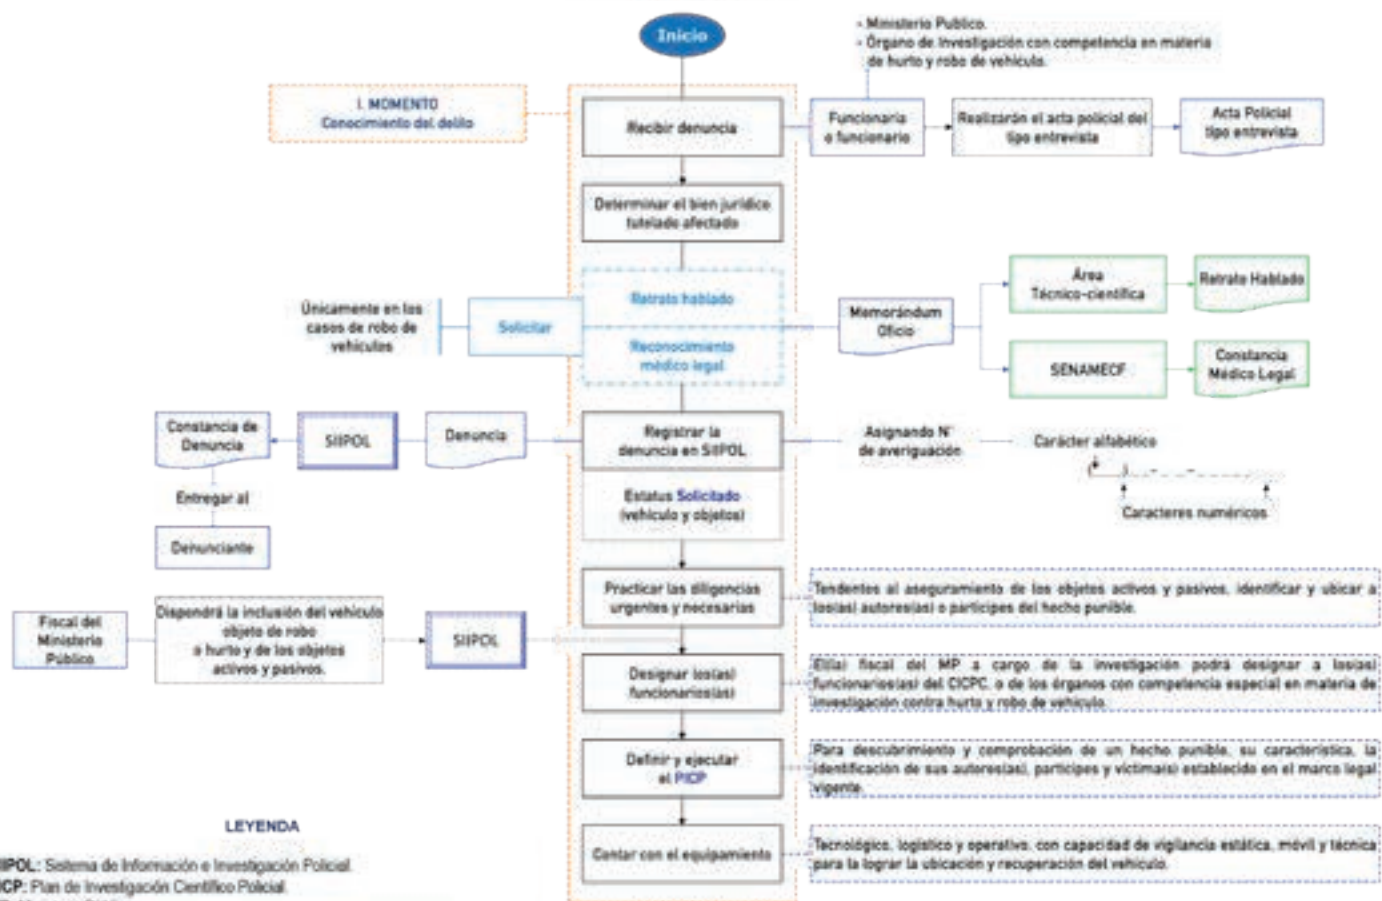 Inicio
- Ministerio Publico.
- Órgano de Investigación con competencia en materia
de hurto y robo de vehículo.
I. MOMENTO
Conocimiento del delito
Recibir denuncia
Funcionaria
o funcionario
Realizarán el acta policial del
tipo entrevista
Acta Policial
tipo entrevista
Determinar el bien jurídico
tutelado afectado
Únicamente en los
casos de robo de
vehículos
Solicitar
Retrato hablado
Reconocimiento
médico legal
Memorándum
Oficio
Área
Técnico-científica
Retrato Hablado
SENAMECF
Constancia
Médico Legal
Constancia de
Denuncia
SIIPOL
Denuncia
Registrar la
denuncia en SIIPOL
Asignando N°
de averiguación
Carácter alfabético
Caracteres numéricos
Entregar al
Denunciante
Estatus Solicitado
(vehículo y objetos)
Practicar las diligencias
urgentes y necesarias
Tendentes al aseguramiento de los objetos activos y pasivos, identificar y ubicar a
los(as) autores(as) o partícipes del hecho punible.
Fiscal del
Ministerio
Público
Dispondrá la inclusión del vehículo
objeto de robo
o hurto y de los objetos
activos y pasivos.
SIIPOL
Designar los(as)
funcionarios(as)
El(la) fiscal del MP a cargo de la investigación podrá designar a los(as)
funcionarios(as) del CICPC, o de los órganos con competencia especial en materia de
investigación contra hurto y robo de vehículo.
Definir y ejecutar
el PICP
Para descubrimiento y comprobación de un hecho punible, su característica, la
identificación de sus autores(as), partícipes y víctima(s) establecido en el marco legal
vigente.
Contar con el equipamiento
Tecnológico, logístico y operativo, con capacidad de vigilancia estática, móvil y técnica
para la lograr la ubicación y recuperación del vehículo.
LEYENDA
IIPOL: Sistema de Información e Investigación Policial.
ICP: Plan de Investigación Científico Policial.